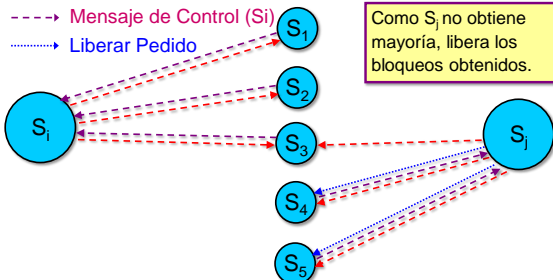 Mensaje de Control (Si)
Liberar Pedido
Como Sj no obtiene
mayoría, libera los
bloqueos obtenidos.
S1
S2
Si
S3
Sj
S4
S5